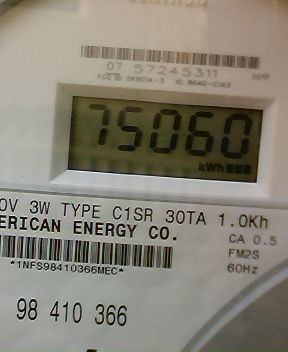 07 57245311
75060
kWh 888
0V 3W TYPE C1SR 30TA 1.0Kh
ERICAN ENERGY CO.
CA 0.5
FM2S
60Hz
*1NFS98410366MEC*
98 410 366